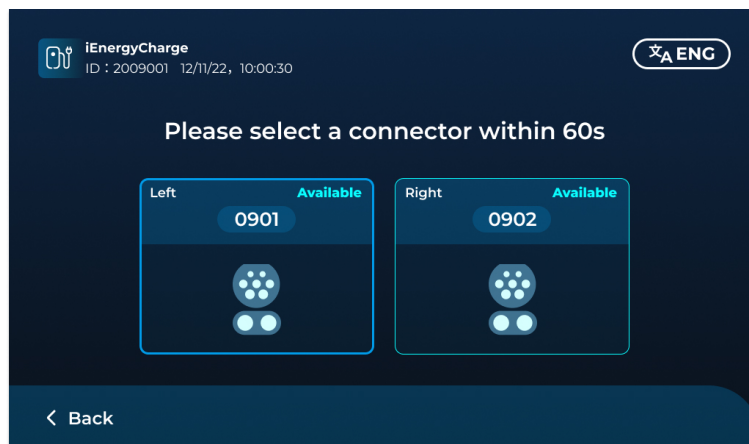 iEnergyCharge
ID：2009001 12/11/22，10:00:30
文A ENG
Please select a connector within 60s
Left Available
0901
Right Available
0902
Back